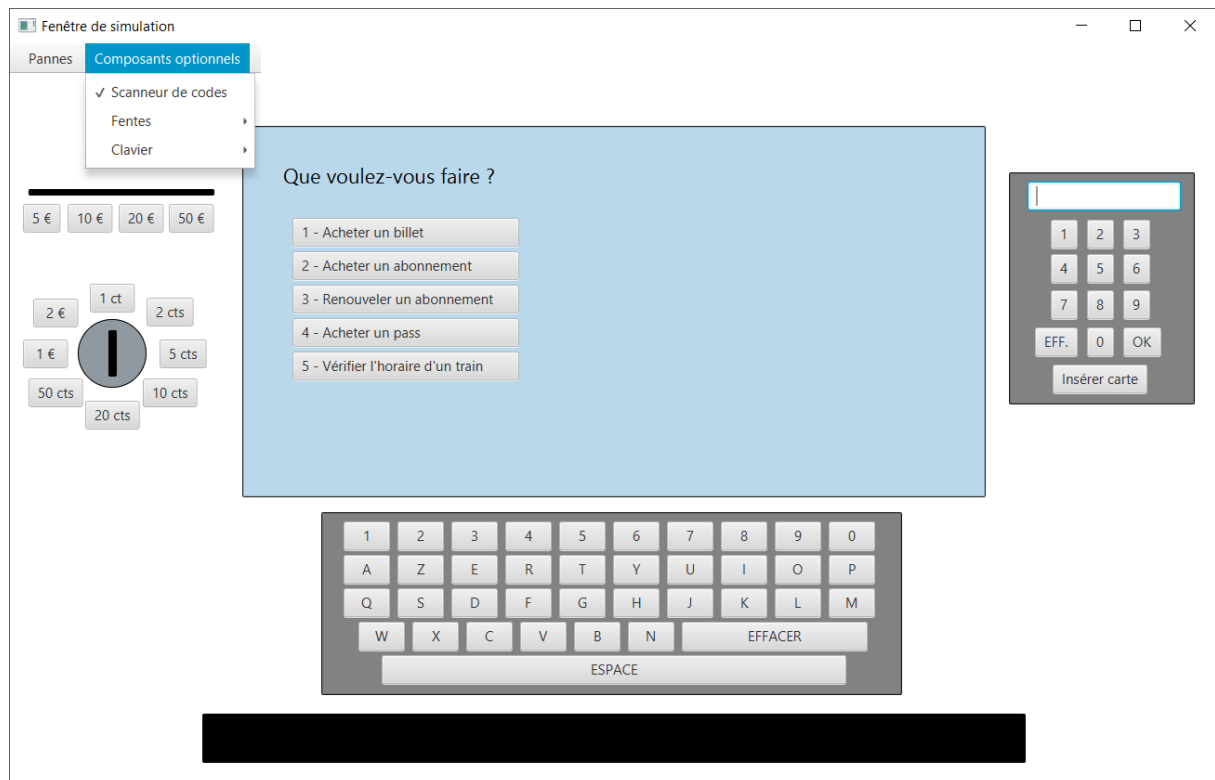 Fenêtre de simulation
Pannes Composants optionnels
✓ Scanneur de codes
Fentes
Clavier
Que voulez-vous faire ?
1 - Acheter un billet
2 - Acheter un abonnement
3 - Renouveler un abonnement
4 - Acheter un pass
5 - Vérifier l'horaire d'un train
5 € 10 € 20 € 50 €
1 ct
2 € 2 cts
1 € 5 cts
50 cts 10 cts
20 cts
1 2 3
4 5 6
7 8 9
EFF. 0 OK
Insérer carte
1 2 3 4 5 6 7 8 9 0
A Z E R T Y U I O P
Q S D F G H J K L M
W X C V B N EFFACER
ESPACE